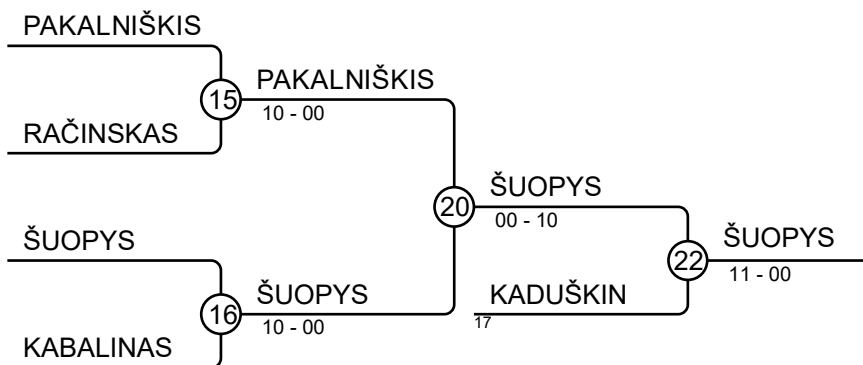 PAKALNIŠKIS
15
PAKALNIŠKIS
10 - 00
RAČINSKAS
20
ŠUOPYS
00 - 10
ŠUOPYS
22
ŠUOPYS
11 - 00
16
ŠUOPYS
10 - 00
KADUŠKIN
17
KABALINAS